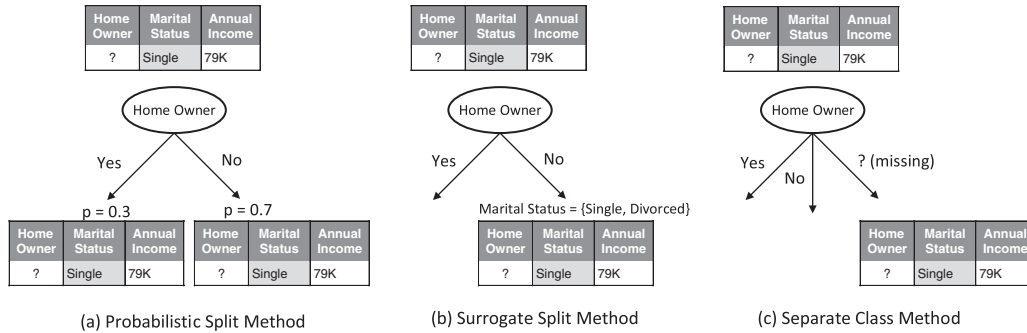 Home Owner Marital Status Annual Income
? Single 79K
Home Owner
Yes No
p = 0.3 p = 0.7
Home Owner Marital Status Annual Income
? Single 79K
Home Owner Marital Status Annual Income
? Single 79K
(a) Probabilistic Split Method
Home Owner Marital Status Annual Income
? Single 79K
Home Owner
Yes No
Marital Status = {Single, Divorced}
Home Owner Marital Status Annual Income
? Single 79K
(b) Surrogate Split Method
Home Owner Marital Status Annual Income
? Single 79K
Home Owner
Yes No ? (missing)
Home Owner Marital Status Annual Income
? Single 79K
(c) Separate Class Method